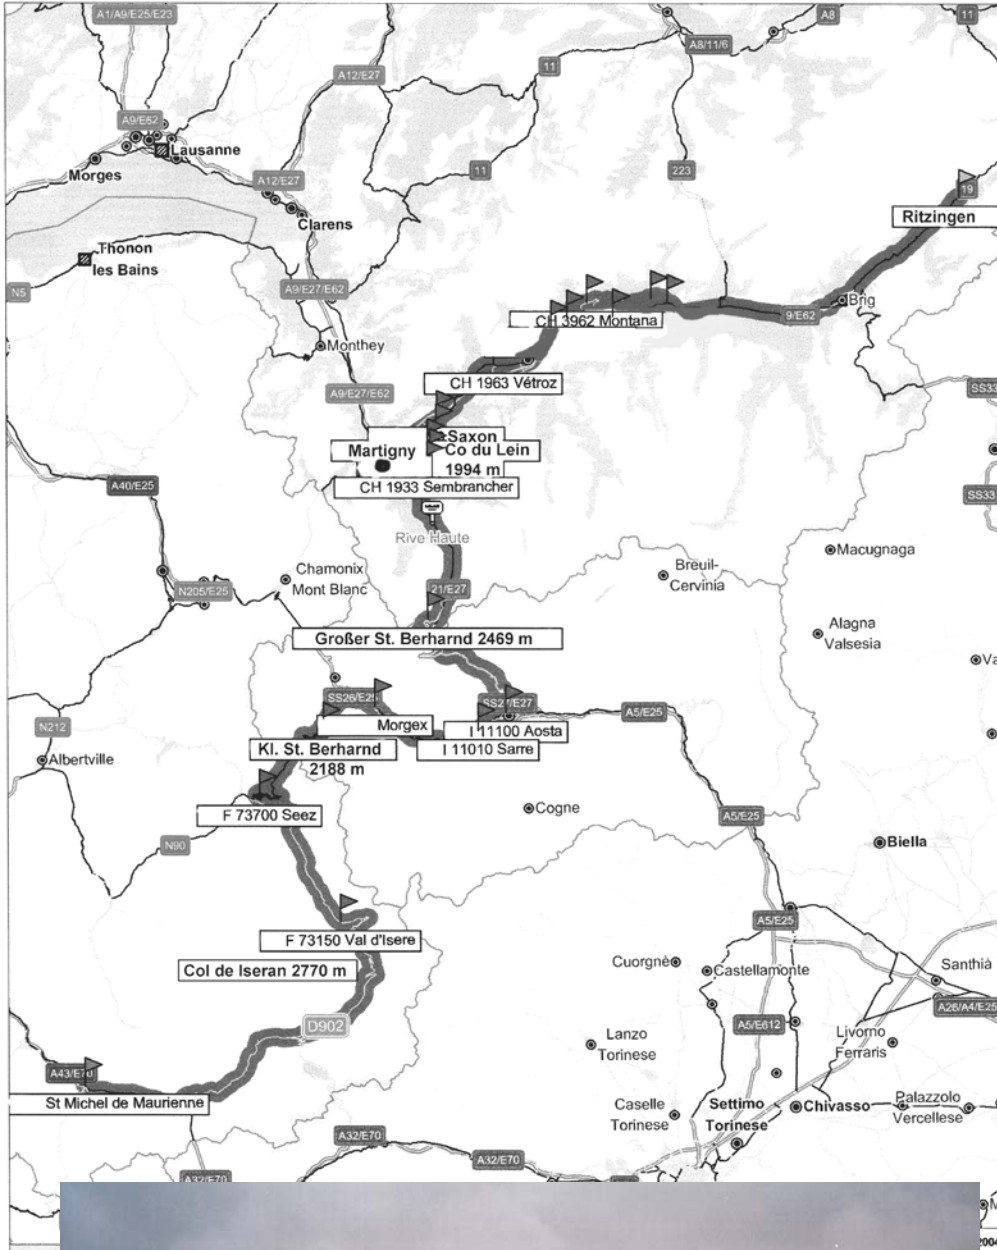 A1/A9/E25/E23
A8
11
A8/11/6
11
A12/E27
A9/E62
Lausanne
Morges
11
223
A12/E27
19
Clarens
Ritzingen
Thonon
les Bains
N5
A9/E27/E62
Brig
9/E62
CH 3962 Montana
Monthey
CH 1963 Vétroz
A9/E27/E62
SS33
Saxon
Martigny
Co du Lein
1994 m
CH 1933 Sembrancher
A40/E25
SS33
Rive Haute
Macugnaga
Chamonix
Mont Blanc
Breuil-
Cervinia
N205/E25
21/E27
Alagna
Valsesia
Großer St. Berharnd 2469 m
Va
SS26/E25
SS27/E27
A5/E25
N212
Morgex
I 11100 Aosta
Kl. St. Berharnd
2188 m
I 11010 Sarre
Albertville
F 73700 Seez
Cogne
A5/E25
N90
Biella
A5/E25
F 73150 Val d'Isere
Cuorgnè
Castellamonte
Santhià
Col de Iseran 2770 m
A26/A4/E25
D902
A5/E612
Lanzo
Torinese
Livorno
Ferraris
A43/E70
St Michel de Maurienne
Caselle
Torinese
Settimo
Torinese
Chivasso
Palazzolo
Vercellese
A32/E70
A32/E70
A32/E70